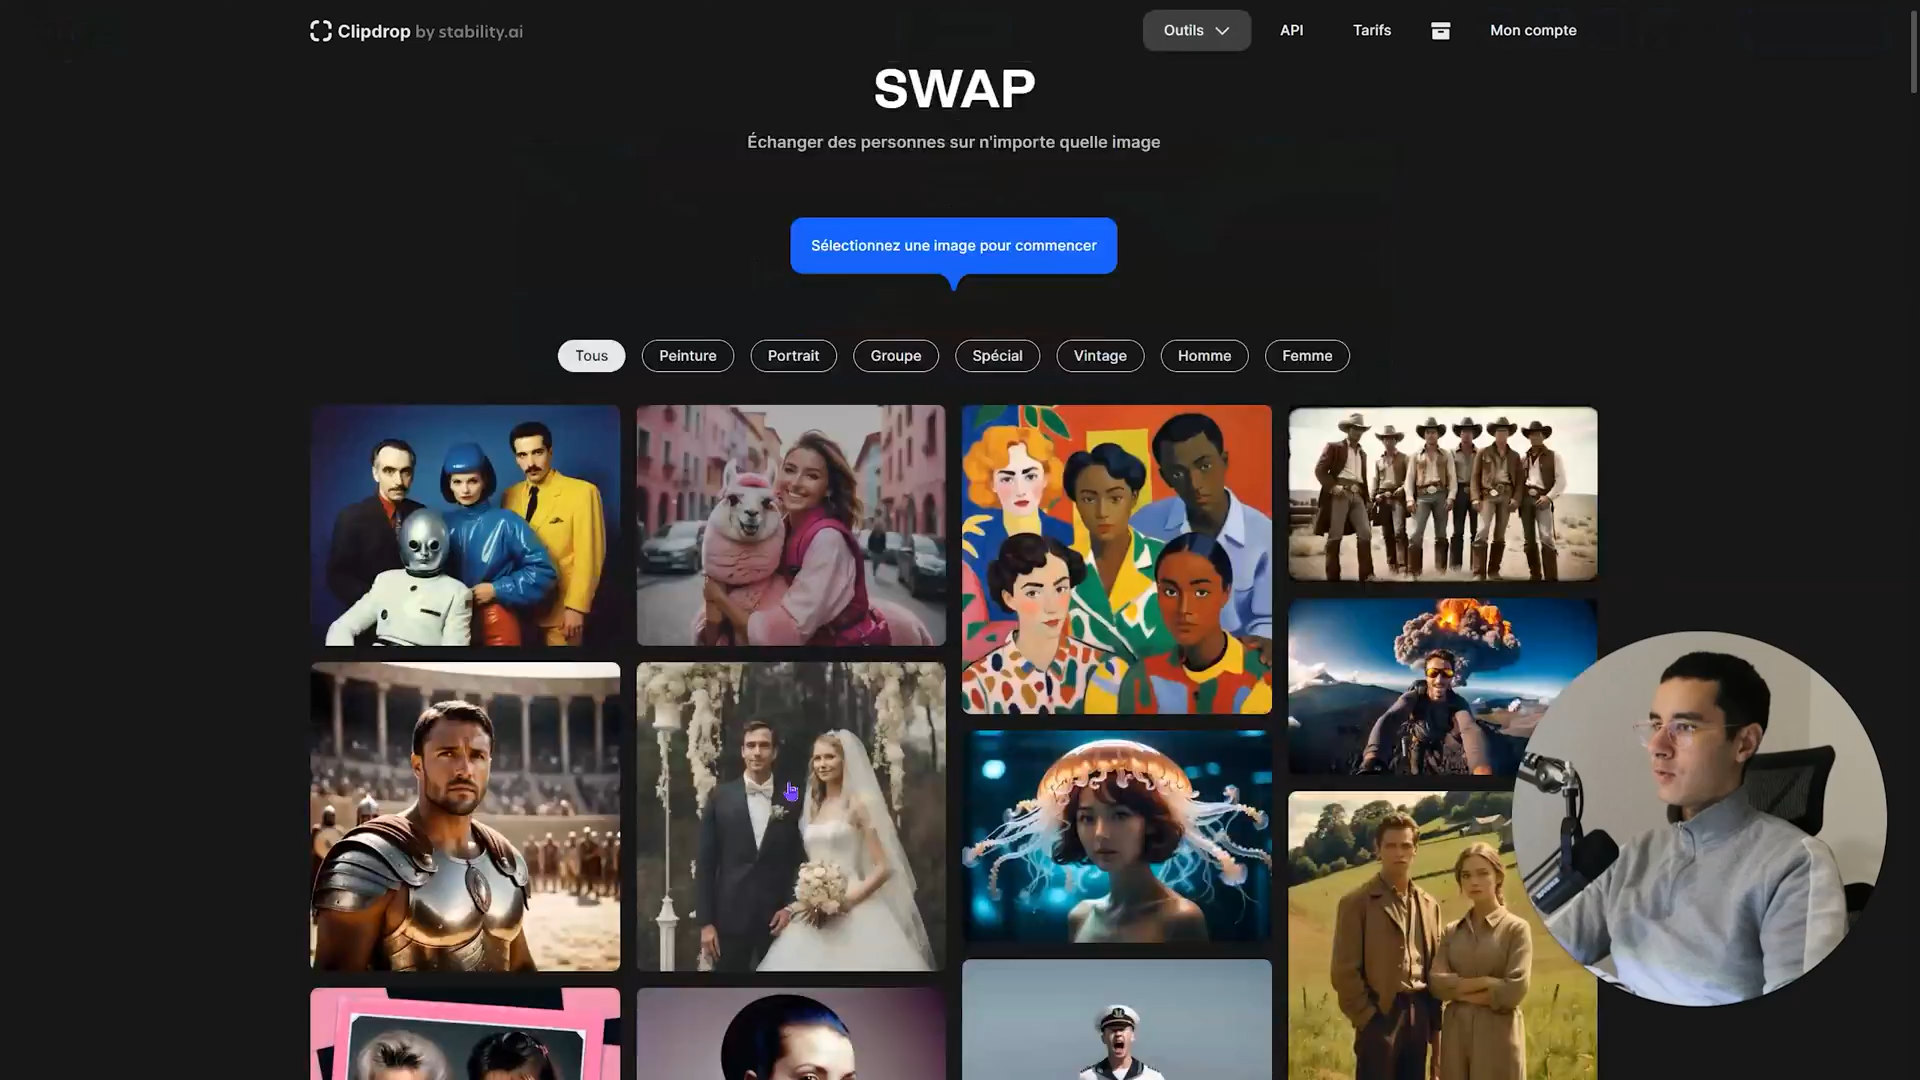 Clipdrop by stability.ai
Outils
API
Tarifs
Mon compte
SWAP
Échanger des personnes sur n'importe quelle image
Sélectionnez une image pour commencer
Tous
Peinture
Portrait
Groupe
Spécial
Vintage
Homme
Femme